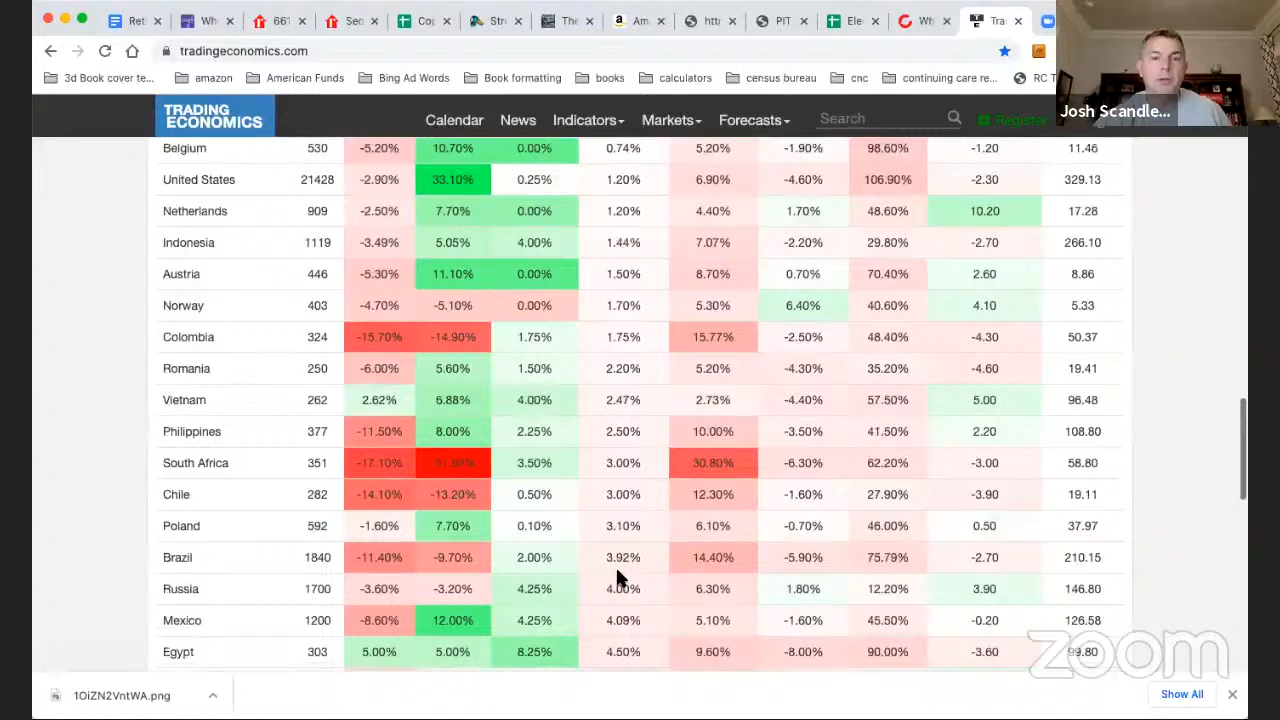 Ret
Wh
661
Sec
Cop
Stre
The
Am
http
PIT
Ele
Wh
Tra
tradingeconomics.com
3d Book cover te... amazon American Funds Bing Ad Words Book formatting books calculators census bureau cnc continuing care re... RC T
Josh Scandle...
TRADING
ECONOMICS
Calendar News Indicators Markets Forecasts Search Register
Belgium 530 -5.20% 10.70% 0.00% 0.74% 5.20% -1.90% 98.60% -1.20 11.46
United States 21428 -2.90% 33.10% 0.25% 1.20% 6.90% -4.60% 106.90% -2.30 329.13
Netherlands 909 -2.50% 7.70% 0.00% 1.20% 4.40% 1.70% 48.60% 10.20 17.28
Indonesia 1119 -3.49% 5.05% 4.00% 1.44% 7.07% -2.20% 29.80% -2.70 266.10
Austria 446 -5.30% 11.10% 0.00% 1.50% 8.70% 0.70% 70.40% 2.60 8.86
Norway 403 -4.70% -5.10% 0.00% 1.70% 5.30% 6.40% 40.60% 4.10 5.33
Colombia 324 -15.70% -14.90% 1.75% 1.75% 15.77% -2.50% 48.40% -4.30 50.37
Romania 250 -6.00% 5.60% 1.50% 2.20% 5.20% -4.30% 35.20% -4.60 19.41
Vietnam 262 2.62% 6.88% 4.00% 2.47% 2.73% -4.40% 57.50% 5.00 96.48
Philippines 377 -11.50% 8.00% 2.25% 2.50% 10.00% -3.50% 41.50% 2.20 108.80
South Africa 351 -17.10% 3.50% 3.00% 30.80% -6.30% 62.20% -3.00 58.80
Chile 282 -14.10% -13.20% 0.50% 3.00% 12.30% -1.60% 27.90% -3.90 19.11
Poland 592 -1.60% 7.70% 0.10% 3.10% 6.10% -0.70% 46.00% 0.50 37.97
Brazil 1840 -11.40% -9.70% 2.00% 3.92% 14.40% -5.90% 75.79% -2.70 210.15
Russia 1700 -3.60% -3.20% 4.25% 4.00% 6.30% 1.80% 12.20% 3.90 146.80
Mexico 1200 -8.60% 12.00% 4.25% 4.09% 5.10% -1.60% 45.50% -0.20 126.58
Egypt 303 5.00% 5.00% 8.25% 4.50% 9.60% -8.00% 90.00% -3.60
zoom
1OiZN2VntWA.png
Show All